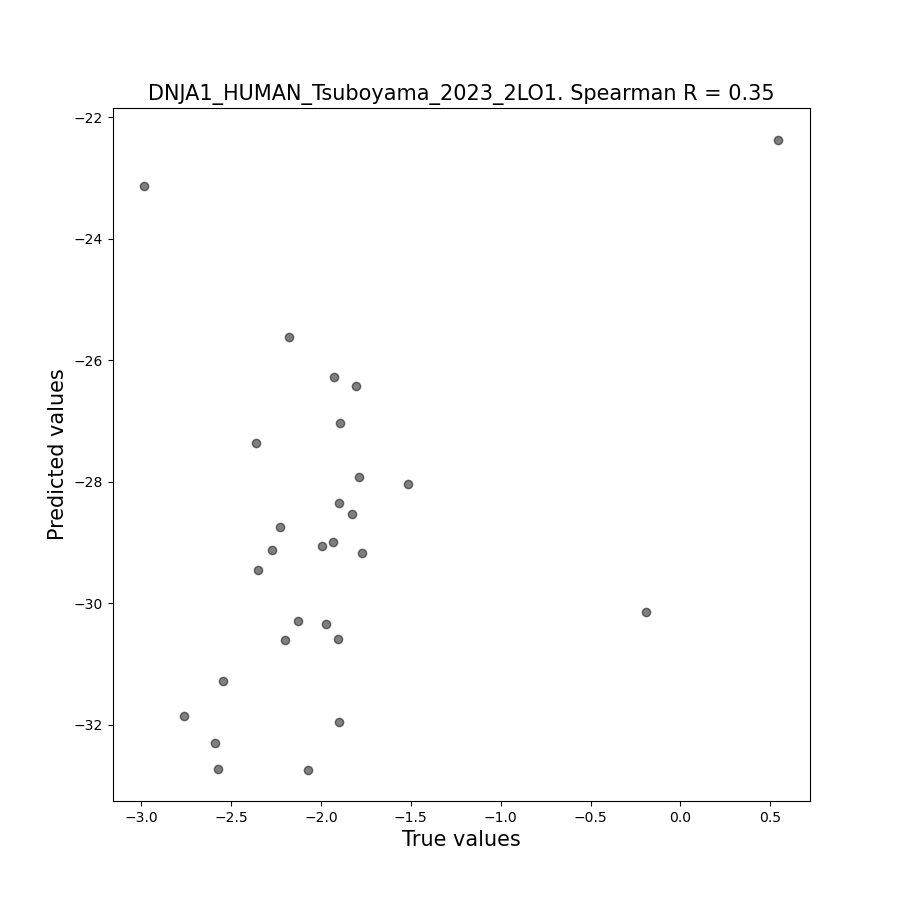 DNJA1_HUMAN_Tsuboyama_2023_2LO1. Spearman R = 0.35
−22
−24
−26
−28
−30
−32
Predicted values
−3.0 −2.5 −2.0 −1.5 −1.0 −0.5 0.0 0.5
True values